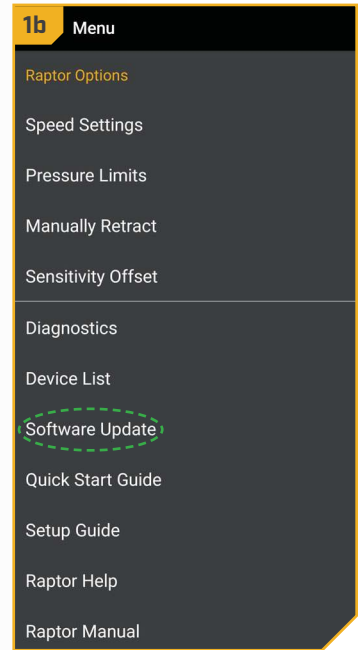 1b Menu
Raptor Options
Speed Settings
Pressure Limits
Manually Retract
Sensitivity Offset
Diagnostics
Device List
Software Update
Quick Start Guide
Setup Guide
Raptor Help
Raptor Manual